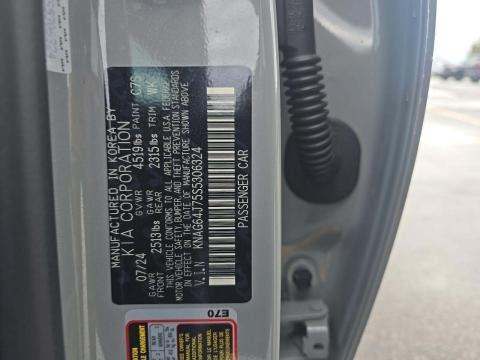 MANUFACTURED IN KOREA BY
KIA CORPORATION
07/24 GVWR 4519lbs PAINT C7S
GAWR FRONT 2513lbs GAWR REAR 2315lbs TRIM WK
THIS VEHICLE CONFORMS TO ALL APPLICABLE U.S.A. FEDERAL
MOTOR VEHICLE SAFETY, BUMPER, AND THEFT PREVENTION STANDARDS
IN EFFECT ON THE DATE OF MANUFACTURE SHOWN ABOVE.
V.I.N KNAG64J75S5306324
PASSENGER CAR
E70